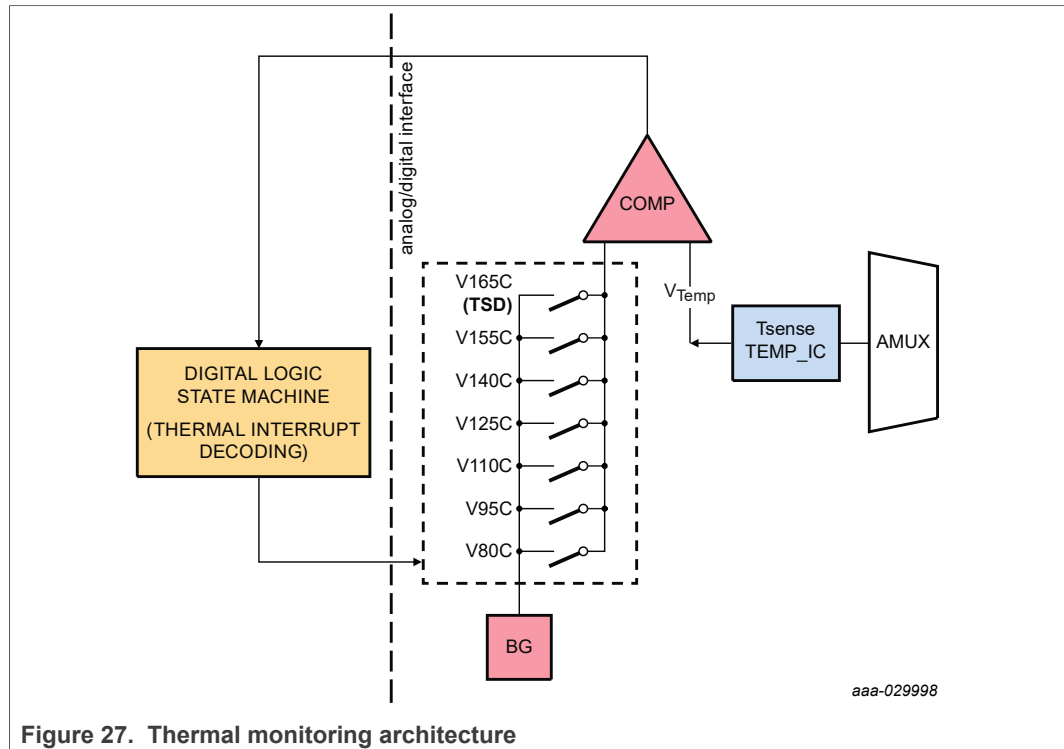 analog/digital interface
COMP
V165C
(TSD)
V155C
V140C
V125C
V110C
V95C
V80C
VTemp
Tsense
TEMP_IC
AMUX
DIGITAL LOGIC
STATE MACHINE
(THERMAL INTERRUPT
DECODING)
BG
aaa-029998
Figure 27. Thermal monitoring architecture